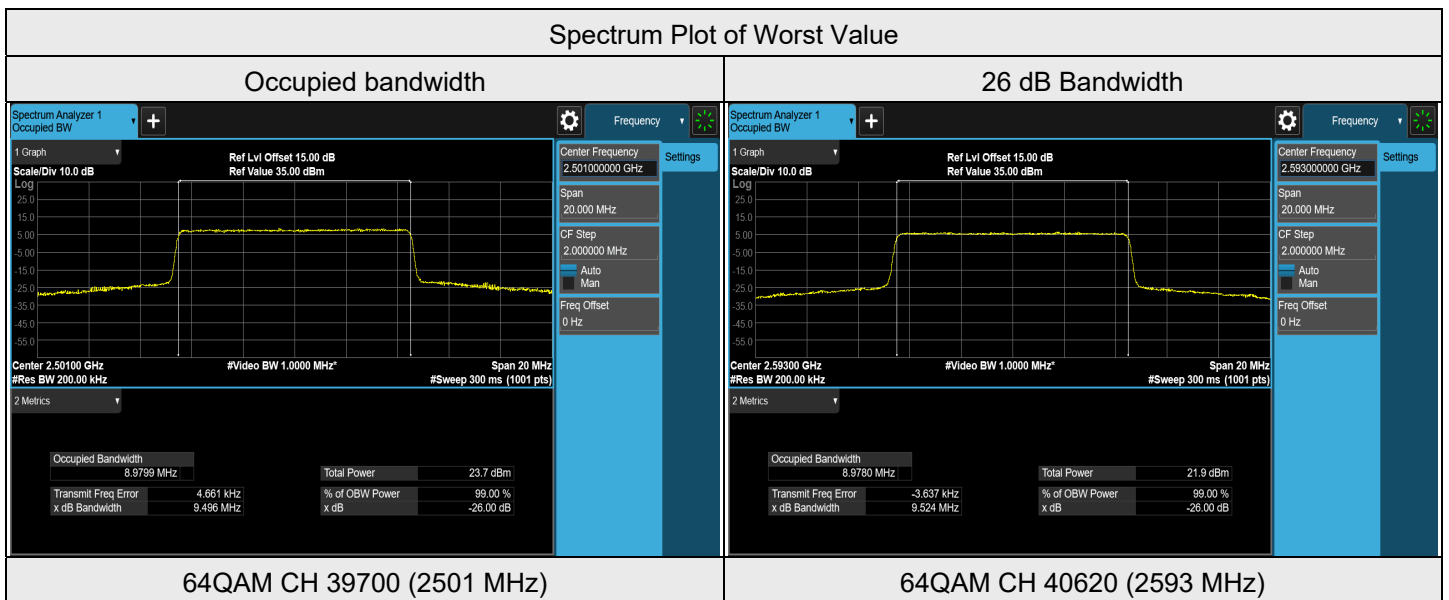 Spectrum Plot of Worst Value
Occupied bandwidth
26 dB Bandwidth
Spectrum Analyzer 1
Occupied BW
+
Frequency
1 Graph
Scale/Div 10.0 dB
Ref Lvl Offset 15.00 dB
Ref Value 35.00 dBm
Log
25.0
15.0
5.00
-5.00
-15.0
-25.0
-35.0
-45.0
-55.0
Center 2.50100 GHz
#Video BW 1.0000 MHz*
Span 20 MHz
#Res BW 200.00 kHz
#Sweep 300 ms (1001 pts)
Center Frequency
2.501000000 GHz
Settings
Span
20.000 MHz
CF Step
2.000000 MHz
Auto
Man
Freq Offset
0 Hz
2 Metrics
Occupied Bandwidth
8.9799 MHz
Total Power 23.7 dBm
Transmit Freq Error 4.661 kHz
% of OBW Power 99.00 %
x dB Bandwidth 9.496 MHz
x dB -26.00 dB
Spectrum Analyzer 1
Occupied BW
+
Frequency
1 Graph
Scale/Div 10.0 dB
Ref Lvl Offset 15.00 dB
Ref Value 35.00 dBm
Log
25.0
15.0
5.00
-5.00
-15.0
-25.0
-35.0
-45.0
-55.0
Center 2.59300 GHz
#Video BW 1.0000 MHz*
Span 20 MHz
#Res BW 200.00 kHz
#Sweep 300 ms (1001 pts)
Center Frequency
2.593000000 GHz
Settings
Span
20.000 MHz
CF Step
2.000000 MHz
Auto
Man
Freq Offset
0 Hz
2 Metrics
Occupied Bandwidth
8.9780 MHz
Total Power 21.9 dBm
Transmit Freq Error -3.637 kHz
% of OBW Power 99.00 %
x dB Bandwidth 9.524 MHz
x dB -26.00 dB
64QAM CH 39700 (2501 MHz)
64QAM CH 40620 (2593 MHz)